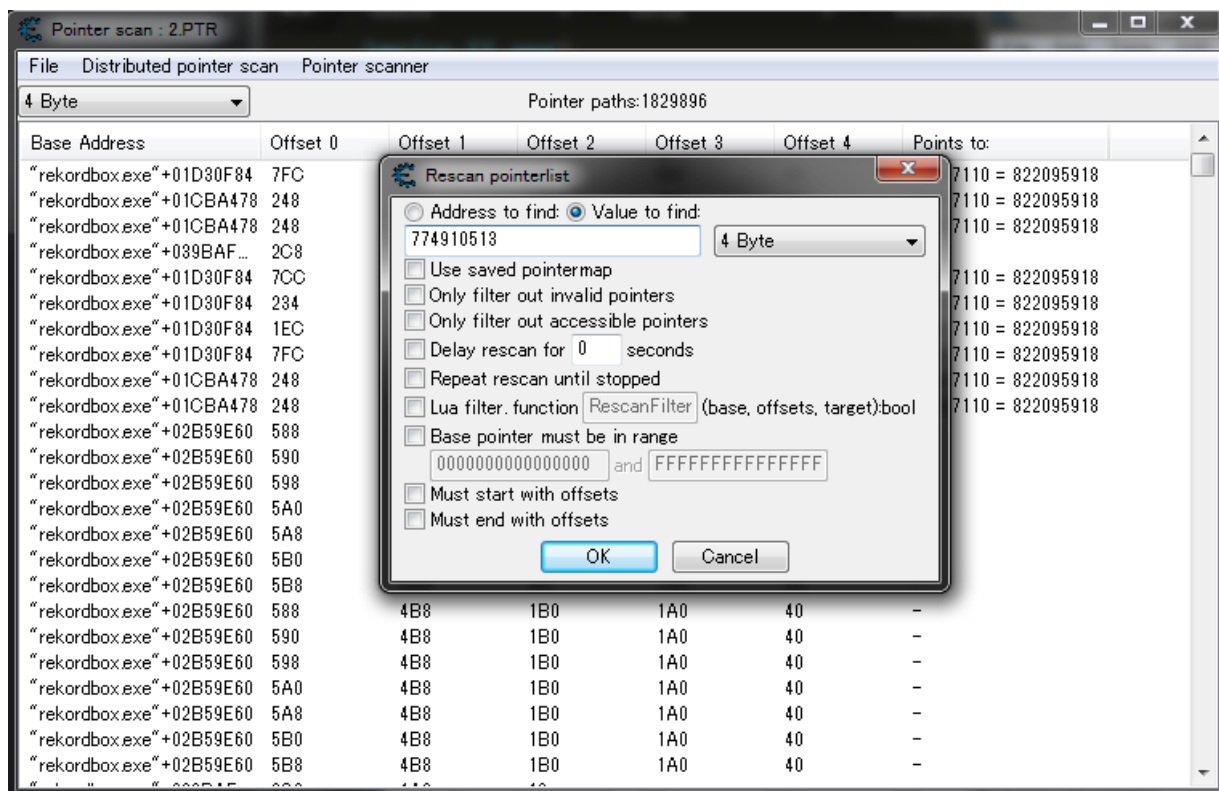 Pointer scan : 2.PTR
File Distributed pointer scan Pointer scanner
4 Byte Pointer paths:1829896
Base Address Offset 0 Offset 1 Offset 2 Offset 3 Offset 4 Points to:
"rekordbox.exe"+01D30F84 7FC 7110 = 822095918
"rekordbox.exe"+01CBA478 248 7110 = 822095918
"rekordbox.exe"+01CBA478 248 7110 = 822095918
"rekordbox.exe"+039BAF... 2C8
"rekordbox.exe"+01D30F84 7CC 7110 = 822095918
"rekordbox.exe"+01D30F84 234 7110 = 822095918
"rekordbox.exe"+01D30F84 1EC 7110 = 822095918
"rekordbox.exe"+01D30F84 7FC 7110 = 822095918
"rekordbox.exe"+01CBA478 248 7110 = 822095918
"rekordbox.exe"+01CBA478 248 7110 = 822095918
"rekordbox.exe"+02B59E60 588
"rekordbox.exe"+02B59E60 590
"rekordbox.exe"+02B59E60 598
"rekordbox.exe"+02B59E60 5A0
"rekordbox.exe"+02B59E60 5A8
"rekordbox.exe"+02B59E60 5B0
"rekordbox.exe"+02B59E60 5B8
"rekordbox.exe"+02B59E60 588 4B8 1B0 1A0 40 -
"rekordbox.exe"+02B59E60 590 4B8 1B0 1A0 40 -
"rekordbox.exe"+02B59E60 598 4B8 1B0 1A0 40 -
"rekordbox.exe"+02B59E60 5A0 4B8 1B0 1A0 40 -
"rekordbox.exe"+02B59E60 5A8 4B8 1B0 1A0 40 -
"rekordbox.exe"+02B59E60 5B0 4B8 1B0 1A0 40 -
"rekordbox.exe"+02B59E60 5B8 4B8 1B0 1A0 40 -
Rescan pointerlist
Address to find: Value to find:
774910513 4 Byte
Use saved pointermap
Only filter out invalid pointers
Only filter out accessible pointers
Delay rescan for 0 seconds
Repeat rescan until stopped
Lua filter. function RescanFilter (base, offsets, target):bool
Base pointer must be in range
0000000000000000 and FFFFFFFFFFFFFFFF
Must start with offsets
Must end with offsets
OK Cancel